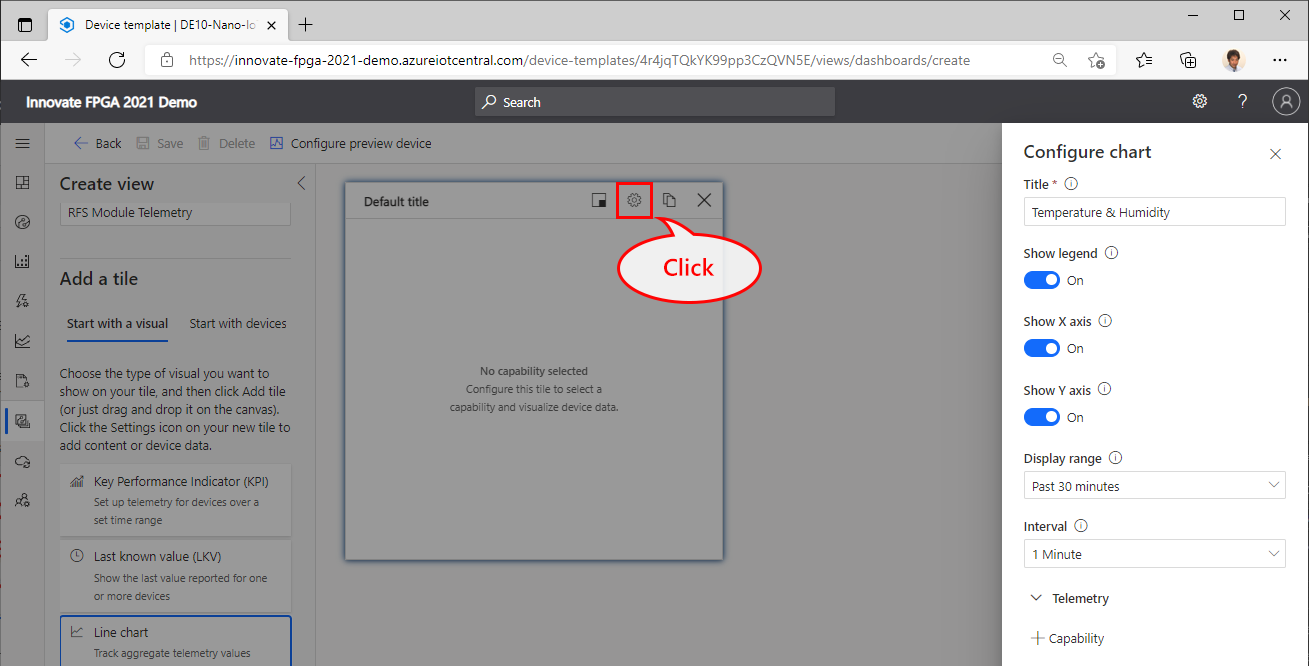 Device template | DE10-Nano-Io
https://innovate-fpga-2021-demo.azureiotcentral.com/device-templates/4r4jqTQkYK99pp3CzQVN5E/views/dashboards/create
Innovate FPGA 2021 Demo
Search
?
Back
Save
Delete
Configure preview device
Create view
RFS Module Telemetry
Add a tile
Start with a visual
Start with devices
Choose the type of visual you want to
show on your tile, and then click Add tile
(or just drag and drop it on the canvas).
Click the Settings icon on your new tile to
add content or device data.
Key Performance Indicator (KPI)
Set up telemetry for devices over a
set time range
Last known value (LKV)
Show the last value reported for one
or more devices
Line chart
Track aggregate telemetry values
Default title
Click
No capability selected
Configure this tile to select a
capability and visualize device data.
Configure chart
Title *
Temperature & Humidity
Show legend
On
Show X axis
On
Show Y axis
On
Display range
Past 30 minutes
Interval
1 Minute
Telemetry
Capability